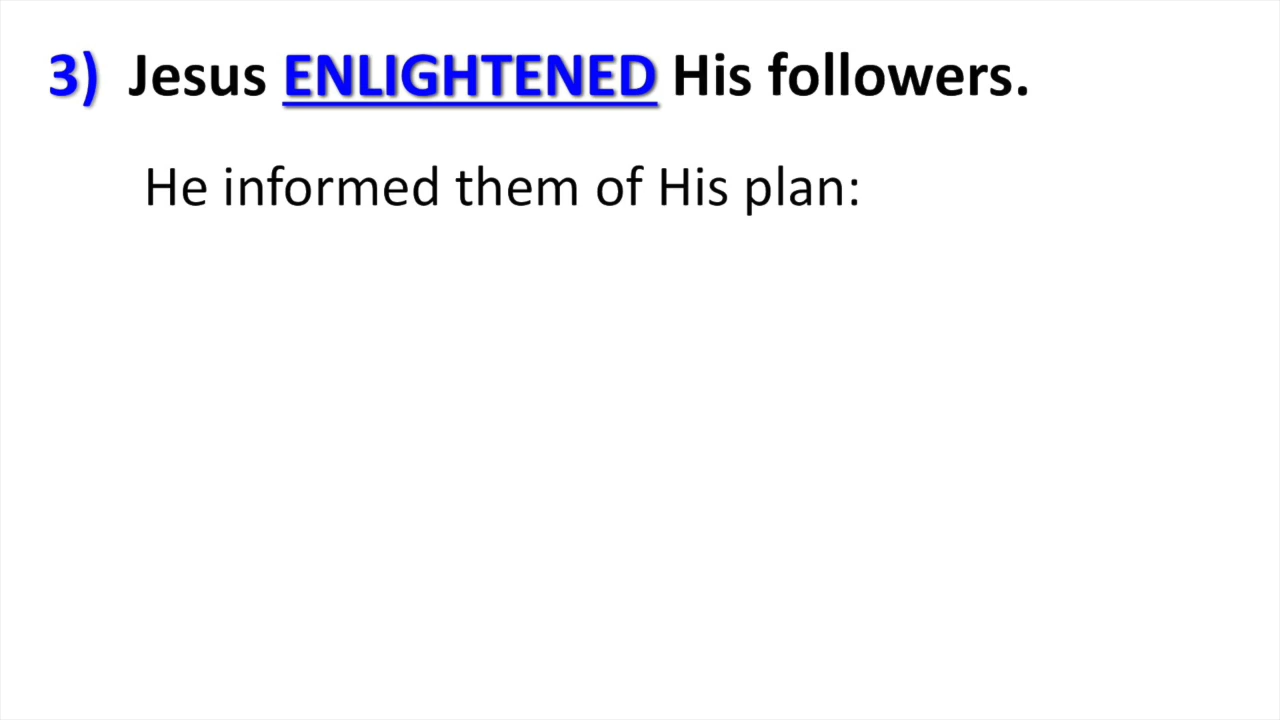 3) Jesus ENLIGHTENED His followers.
He informed them of His plan: